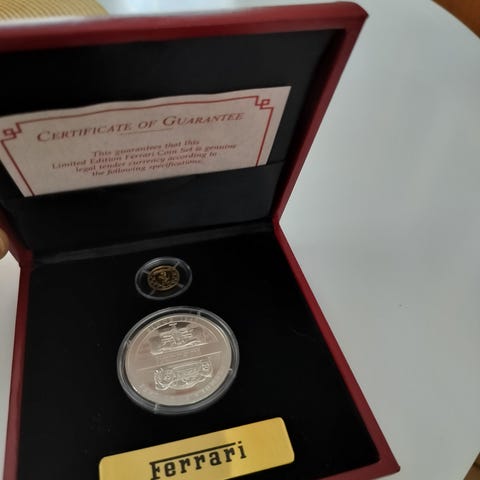 CERTIFICATE OF GUARANTEE
This guarantees that this
Limited Edition Ferrari Coin Set is genuine
legal tender currency according to
the following specifications.
Ferrari